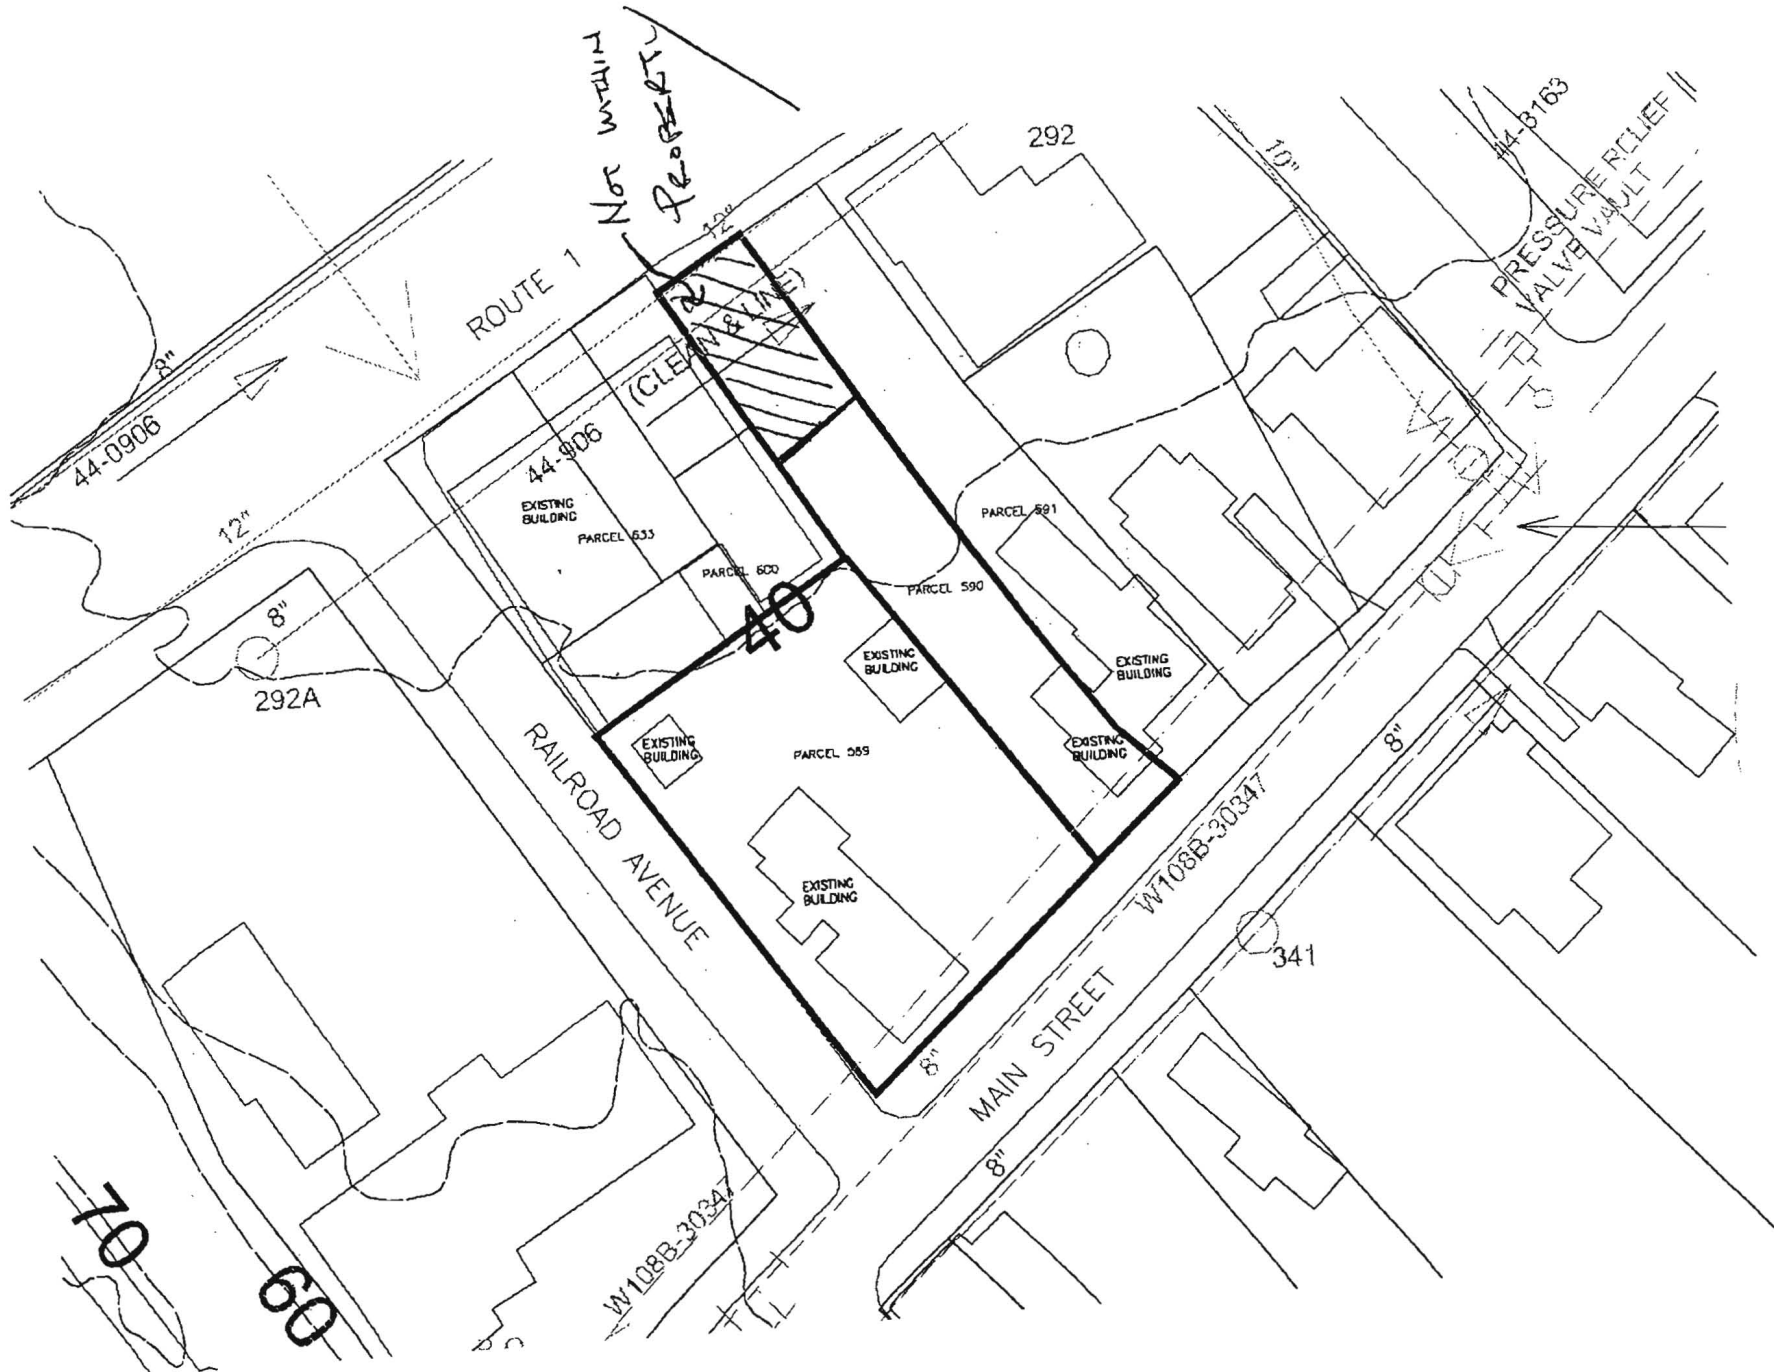 NOT WITHIN
PROPERTY
292
10"
44-3163
PRESSURE RELIEF
VALVE VAULT
12"
ROUTE 1
(CLEAN & LINE)
8"
44-0906
44-906
12"
EXISTING
BUILDING
PARCEL 633
PARCEL 591
PARCEL 600
PARCEL 590
40
8"
292A
EXISTING
BUILDING
EXISTING
BUILDING
EXISTING
BUILDING
PARCEL 589
EXISTING
BUILDING
8"
RAILROAD AVENUE
W108B-30347
EXISTING
BUILDING
341
MAIN STREET
8"
8"
70
60
W108B-30347